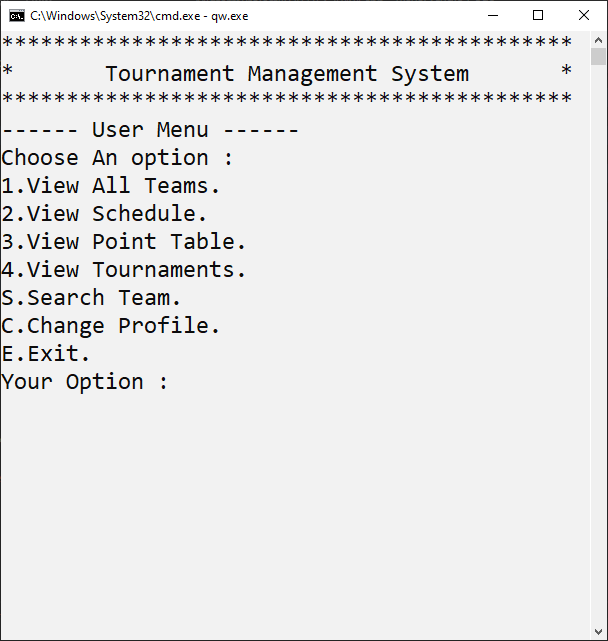 C:\Windows\System32\cmd.exe - qw.exe
********************************************
*       Tournament Management System       *
********************************************
------ User Menu ------
Choose An option :
1.View All Teams.
2.View Schedule.
3.View Point Table.
4.View Tournaments.
S.Search Team.
C.Change Profile.
E.Exit.
Your Option :